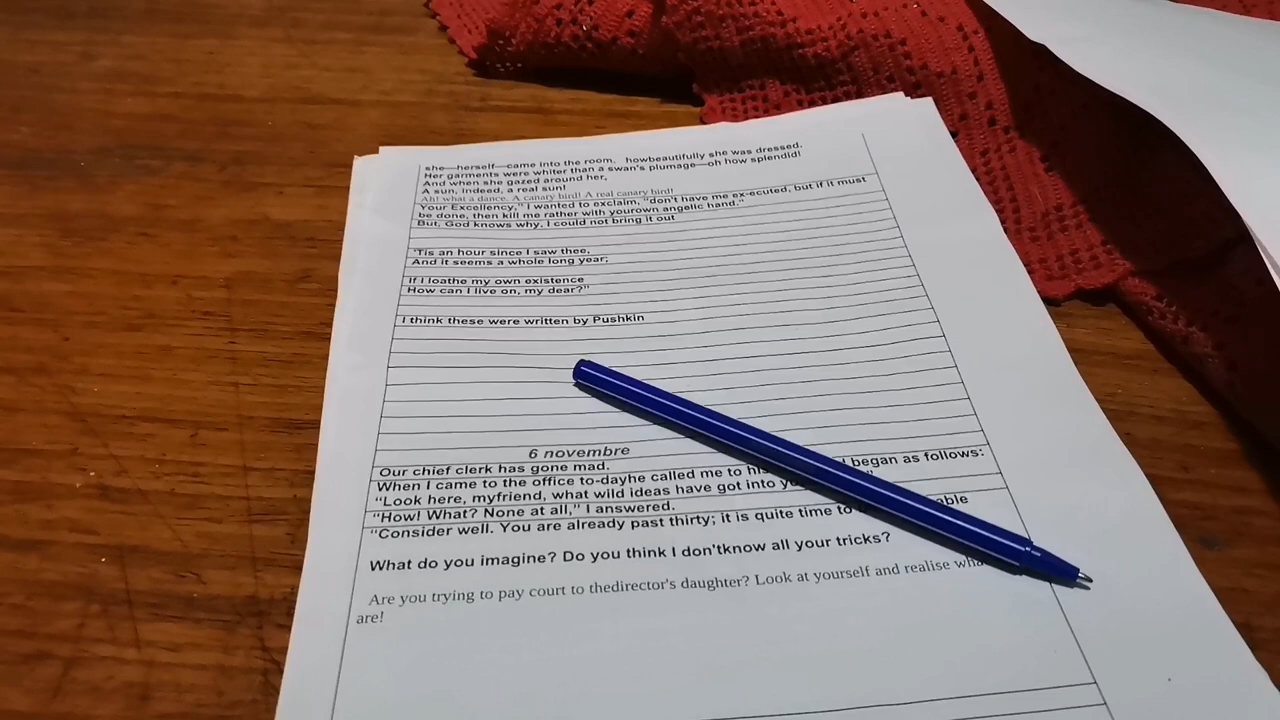 she—herself—came into the room. howbeautifully she was dressed.
Her garments were whiter than a swan's plumage—oh how splendid!
And when she gazed around her,
A sun, indeed, a real sun!
Ah! what a dance. A canary bird! A real canary bird!
Your Excellency," I wanted to exclaim, "don't have me ex-ecuted, but if it must
be done, then kill me rather with yourown angelic hand."
But, God knows why, I could not bring it out
'Tis an hour since I saw thee,
And it seems a whole long year;
If I loathe my own existence
How can I live on, my dear?"
I think these were written by Pushkin
6 novembre
Our chief clerk has gone mad.
When I came to the office to-dayhe called me to began as follows:
"Look here, myfriend, what wild ideas have got into
"How! What? None at all," I answered.
"Consider well. You are already past thirty; it is quite time to
What do you imagine? Do you think I don'tknow all your tricks?
Are you trying to pay court to thedirector's daughter? Look at yourself and realise
are!